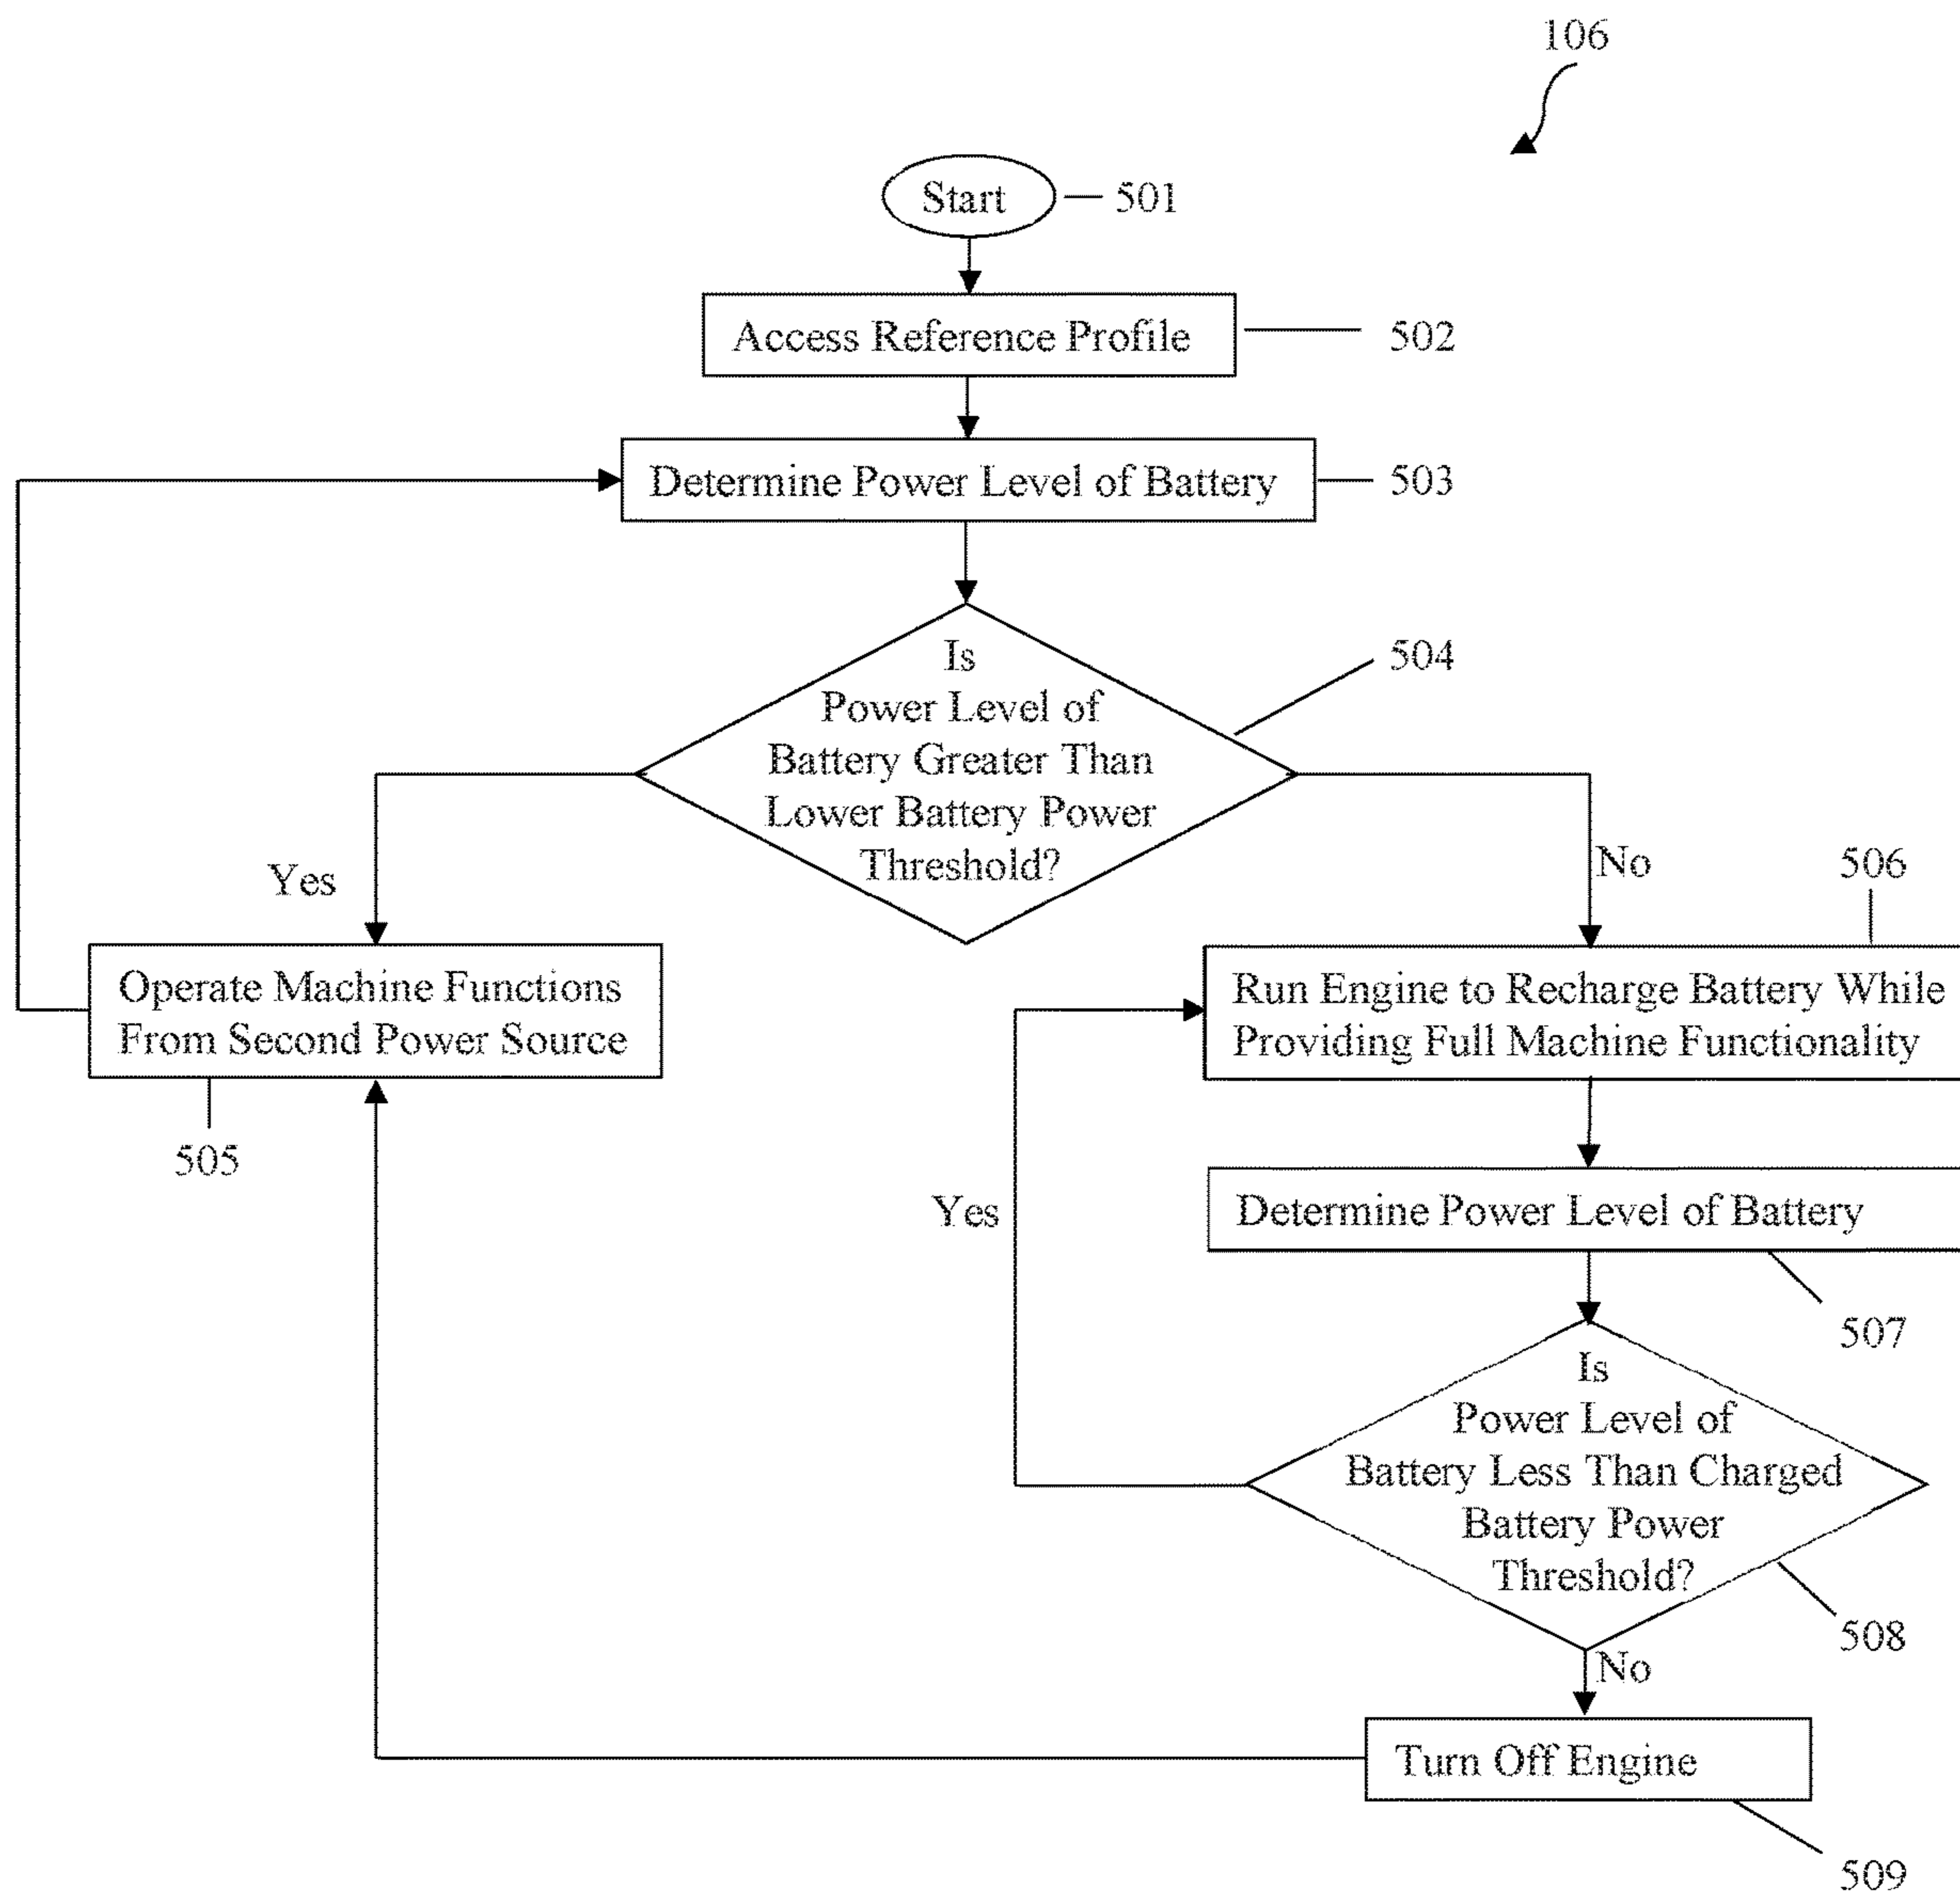 106
Start
501
Access Reference Profile
502
Determine Power Level of Battery
503
Is
Power Level of
Battery Greater Than
Lower Battery Power
Threshold?
504
Yes
No
506
Operate Machine Functions
From Second Power Source
505
Run Engine to Recharge Battery While
Providing Full Machine Functionality
Yes
Determine Power Level of Battery
507
Is
Power Level of
Battery Less Than Charged
Battery Power
Threshold?
508
No
Turn Off Engine
509